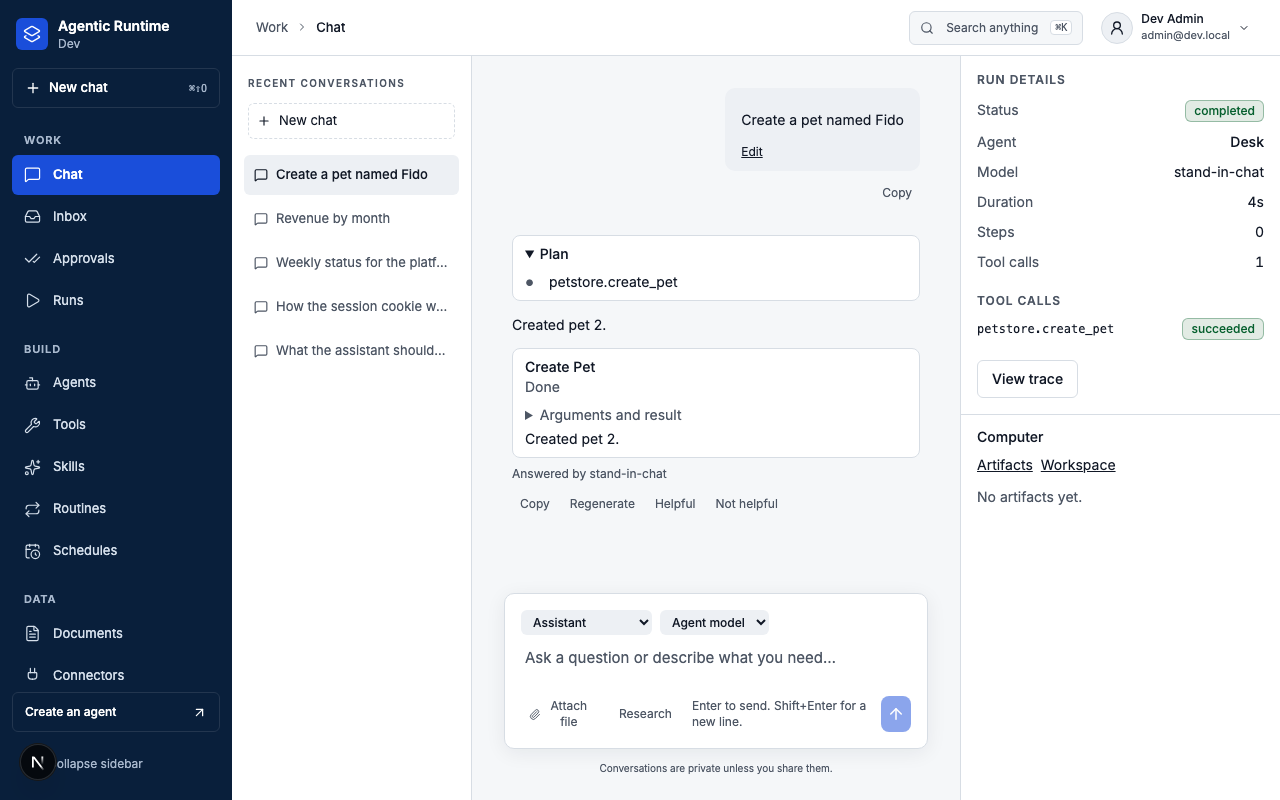 Agentic Runtime
Dev
New chat
⌘⇧O
WORK
Chat
Inbox
Approvals
Runs
BUILD
Agents
Tools
Skills
Routines
Schedules
DATA
Documents
Connectors
Create an agent
N
ollapse sidebar
Work > Chat
Search anything ⌘K
Dev Admin
admin@dev.local
RECENT CONVERSATIONS
New chat
Create a pet named Fido
Revenue by month
Weekly status for the platf...
How the session cookie w...
What the assistant should...
Create a pet named Fido
Edit
Copy
Plan
petstore.create_pet
Created pet 2.
Create Pet
Done
Arguments and result
Created pet 2.
Answered by stand-in-chat
Copy Regenerate Helpful Not helpful
Assistant Agent model
Ask a question or describe what you need...
Attach file
Research
Enter to send. Shift+Enter for a
new line.
Conversations are private unless you share them.
RUN DETAILS
Status completed
Agent Desk
Model stand-in-chat
Duration 4s
Steps 0
Tool calls 1
TOOL CALLS
petstore.create_pet succeeded
View trace
Computer
Artifacts Workspace
No artifacts yet.